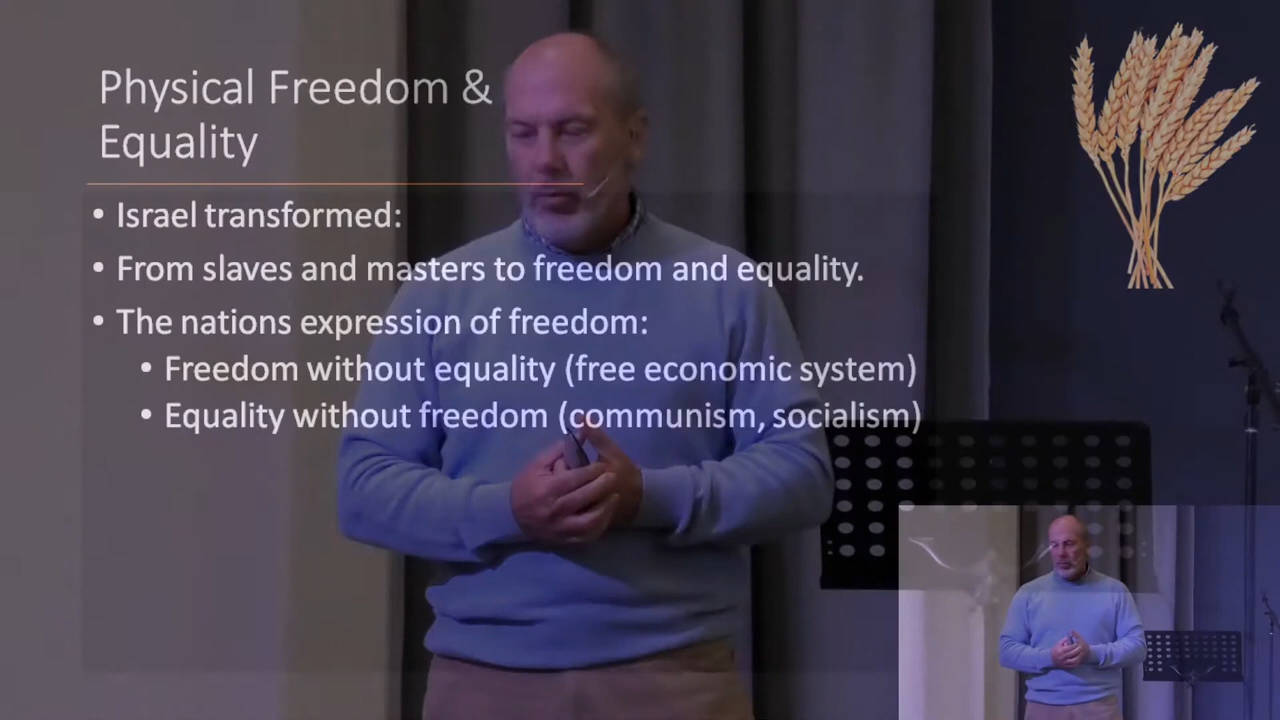 Physical Freedom &
Equality
• Israel transformed:
• From slaves and masters to freedom and equality.
• The nations expression of freedom:
• Freedom without equality (free economic system)
• Equality without freedom (communism, socialism)